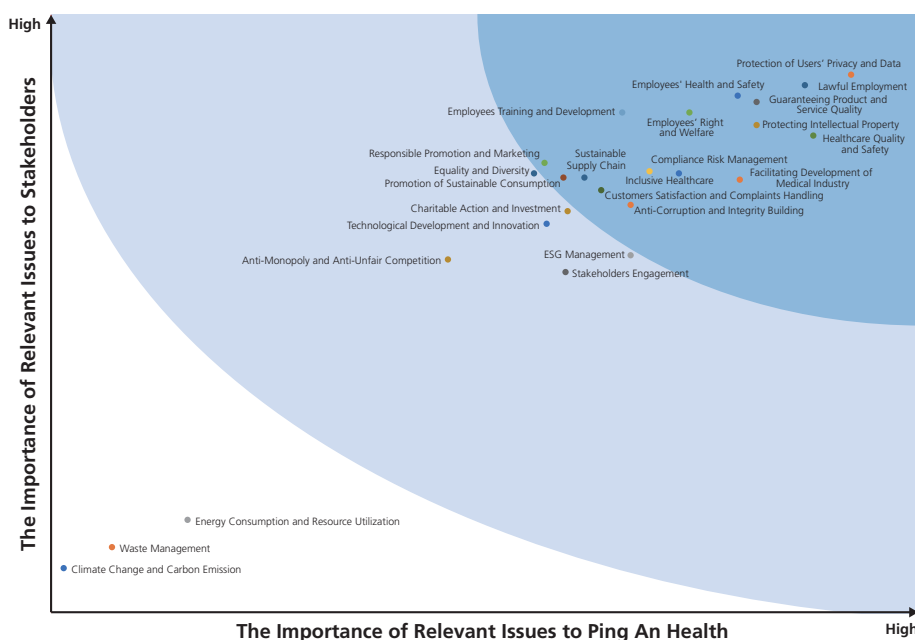 High
The Importance of Relevant Issues to Stakeholders
Protection of Users' Privacy and Data
Employees' Health and Safety
Lawful Employment
Guaranteeing Product and
Service Quality
Employees Training and Development
Employees' Right
and Welfare
Protecting Intellectual Property
Healthcare Quality
and Safety
Responsible Promotion and Marketing
Sustainable
Supply Chain
Compliance Risk Management
Equality and Diversity
Promotion of Sustainable Consumption
Inclusive Healthcare
Facilitating Development of
Medical Industry
Customers Satisfaction and Complaints Handling
Charitable Action and Investment
Anti-Corruption and Integrity Building
Technological Development and Innovation
Anti-Monopoly and Anti-Unfair Competition
ESG Management
Stakeholders Engagement
Energy Consumption and Resource Utilization
Waste Management
Climate Change and Carbon Emission
The Importance of Relevant Issues to Ping An Health
High